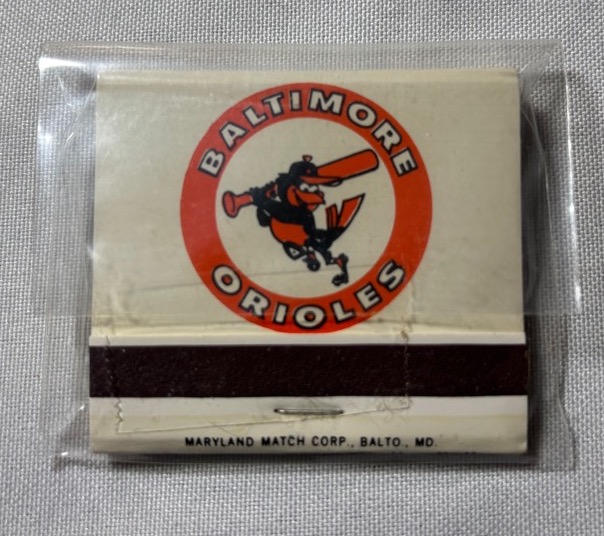 BALTIMORE
ORIOLES
MARYLAND MATCH CORP., BALTO., MD.